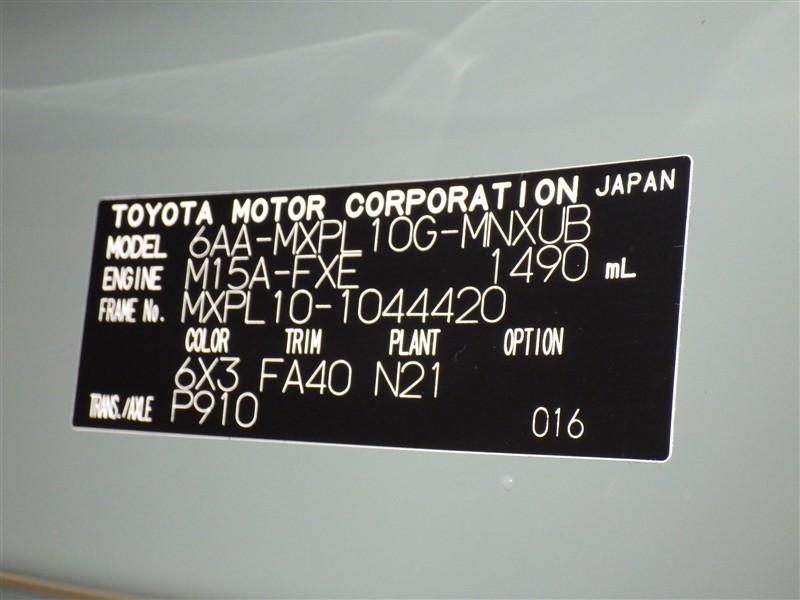 TOYOTA MOTOR CORPORATION JAPAN
MODEL 6AA-MXPL10G-MNXUB
ENGINE M15A-FXE 1490 mL
FRAME No. MXPL10-1044420
COLOR TRIM PLANT OPTION
6X3 FA40 N21
TRANS./AXLE P910 016